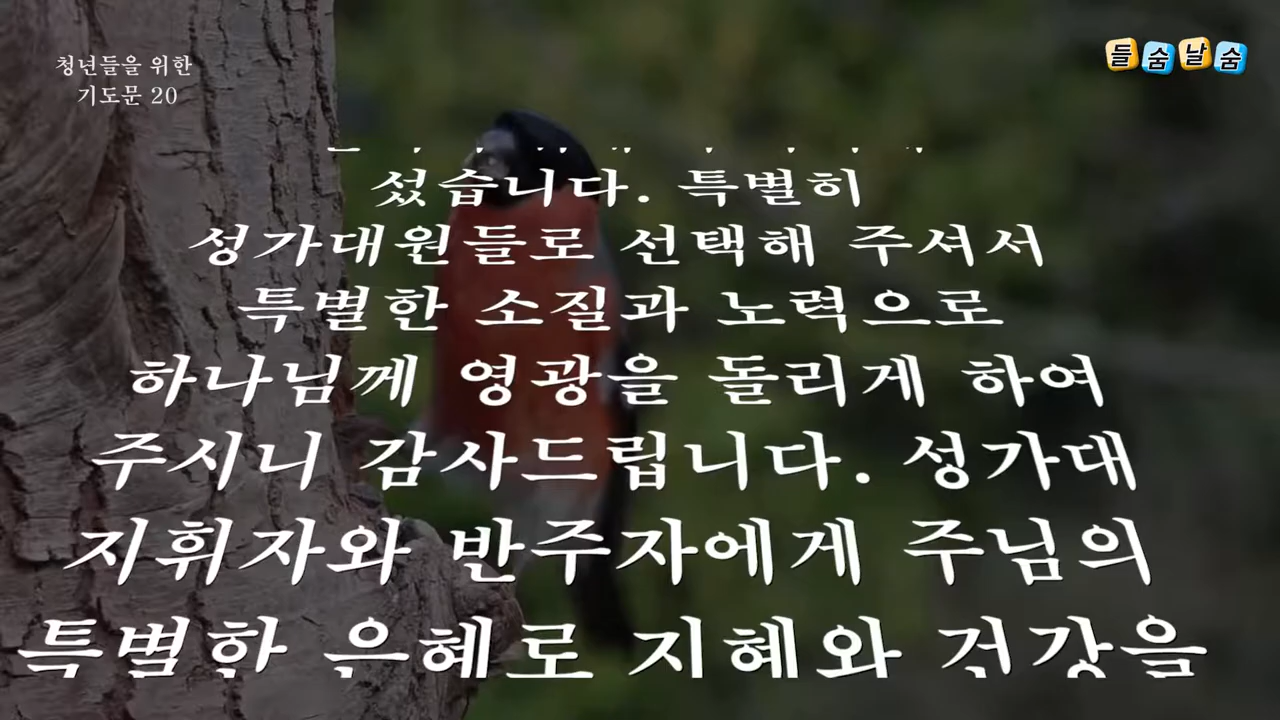 청년들을 위한
기도문 20
들숨날숨
셨습니다. 특별히
성가대원들로 선택해 주셔서
특별한 소질과 노력으로
하나님께 영광을 돌리게 하여
주시니 감사드립니다. 성가대
지휘자와 반주자에게 주님의
특별한 은혜로 지혜와 건강을